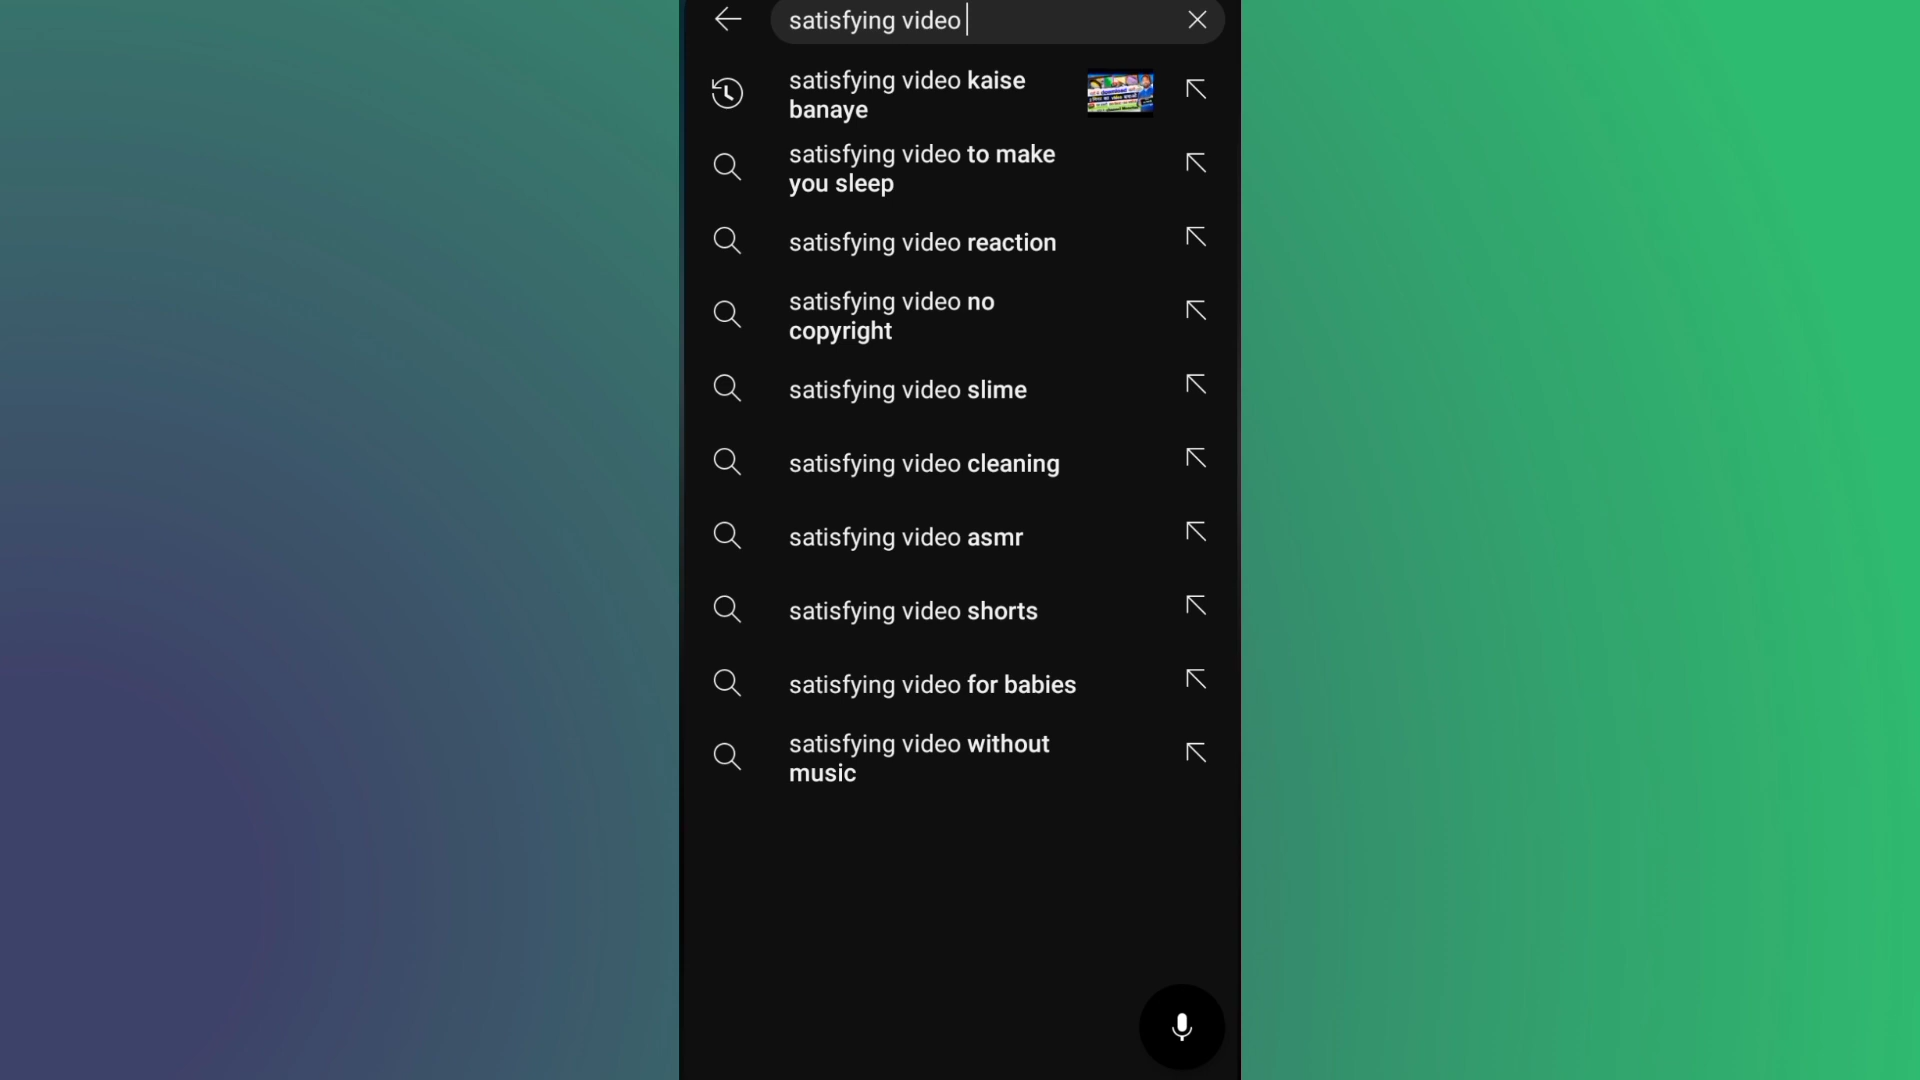 satisfying video
satisfying video kaise
banaye
satisfying video to make
you sleep
satisfying video reaction
satisfying video no
copyright
satisfying video slime
satisfying video cleaning
satisfying video asmr
satisfying video shorts
satisfying video for babies
satisfying video without
music